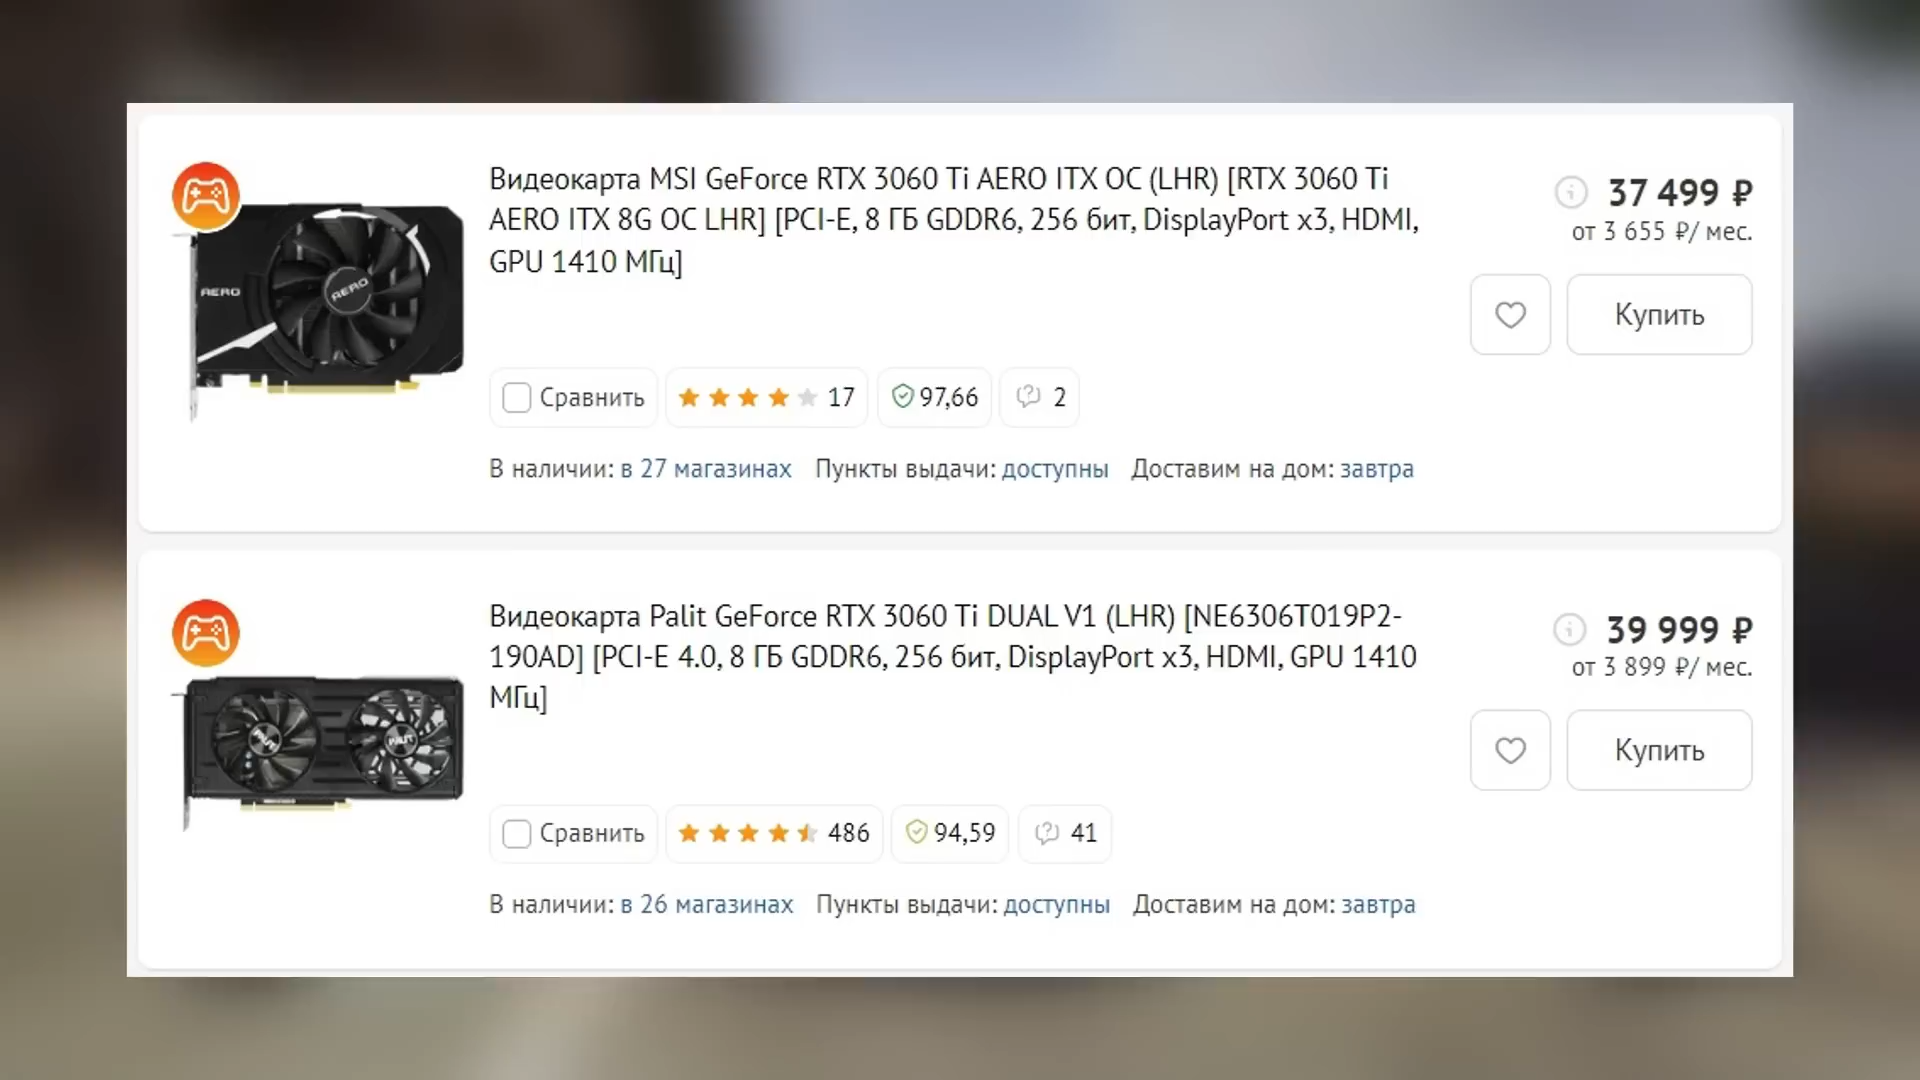 Видеокарта MSI GeForce RTX 3060 Ti AERO ITX OC (LHR) [RTX 3060 Ti
AERO ITX 8G OC LHR] [PCI-E, 8 ГБ GDDR6, 256 бит, DisplayPort x3, HDMI,
GPU 1410 МГц]
37 499 ₽
от 3 655 ₽/ мес.
AERO
AERO
Купить
Сравнить
17
97,66
2
В наличии: в 27 магазинах Пункты выдачи: доступны Доставим на дом: завтра
Видеокарта Palit GeForce RTX 3060 Ti DUAL V1 (LHR) [NE6306T019P2-
190AD] [PCI-E 4.0, 8 ГБ GDDR6, 256 бит, DisplayPort x3, HDMI, GPU 1410
МГц]
39 999 ₽
от 3 899 ₽/ мес.
PALIT
PALIT
Купить
Сравнить
486
94,59
41
В наличии: в 26 магазинах Пункты выдачи: доступны Доставим на дом: завтра